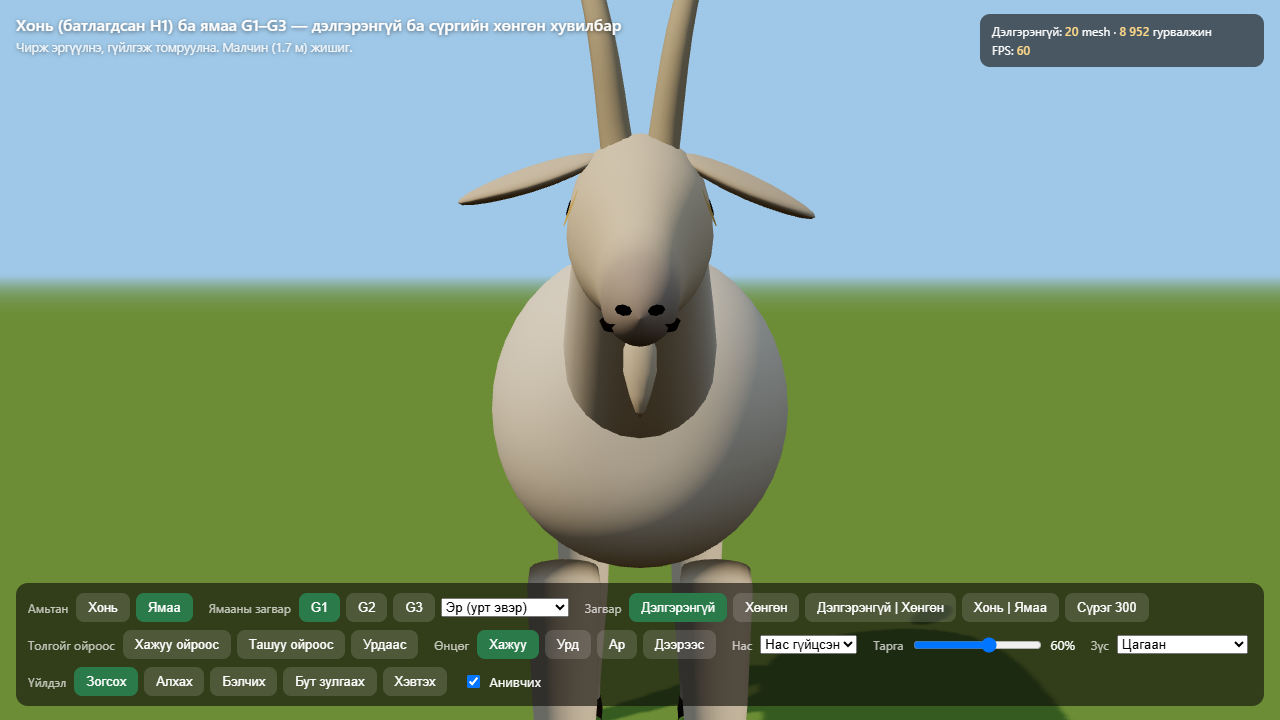 Хонь (батлагдсан H1) ба ямаа G1–G3 — дэлгэрэнгүй ба сүргийн хөнгөн хувилбар
Чирж эргүүлнэ, гүйлгэж томруулна. Малчин (1.7 м) жишиг.
Дэлгэрэнгүй: 20 mesh · 8 952 гурвалжин
FPS: 60
Амьтан Хонь Ямаа Ямааны загвар G1 G2 G3 Эр (урт эвэр) Загвар Дэлгэрэнгүй Хөнгөн Дэлгэрэнгүй | Хөнгөн Хонь | Ямаа Сүрэг 300
Толгойг ойроос Хажуу ойроос Ташуу ойроос Урдаас Өнцөг Хажуу Урд Ар Дээрээс Нас Нас гүйцсэн Тарга 60% Зүс Цагаан
Үйлдэл Зогсох Алхах Бэлчих Бут зулгаах Хэвтэх Анивчих